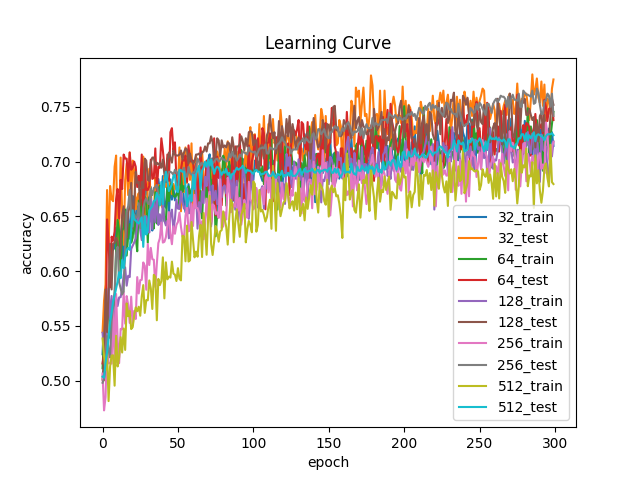 Learning Curve
accuracy
0.75
0.70
0.65
0.60
0.55
0.50
0 50 100 150 200 250 300
epoch
32_train
32_test
64_train
64_test
128_train
128_test
256_train
256_test
512_train
512_test